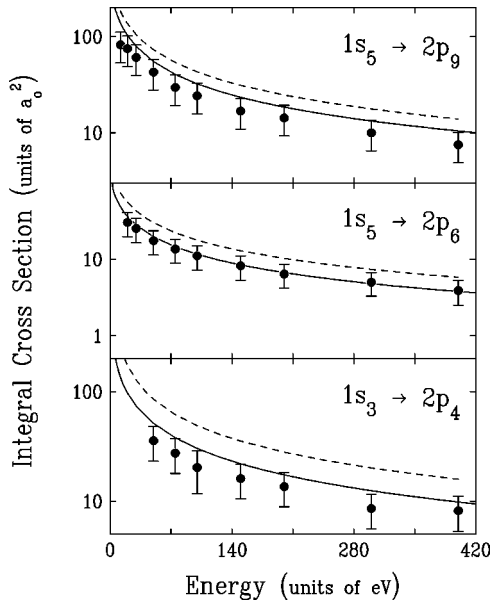 Integral Cross Section (units of a₀²)
100
10
1s₅ → 2p₉
10
1
1s₅ → 2p₆
100
10
1s₃ → 2p₄
0 140 280 420
Energy (units of eV)